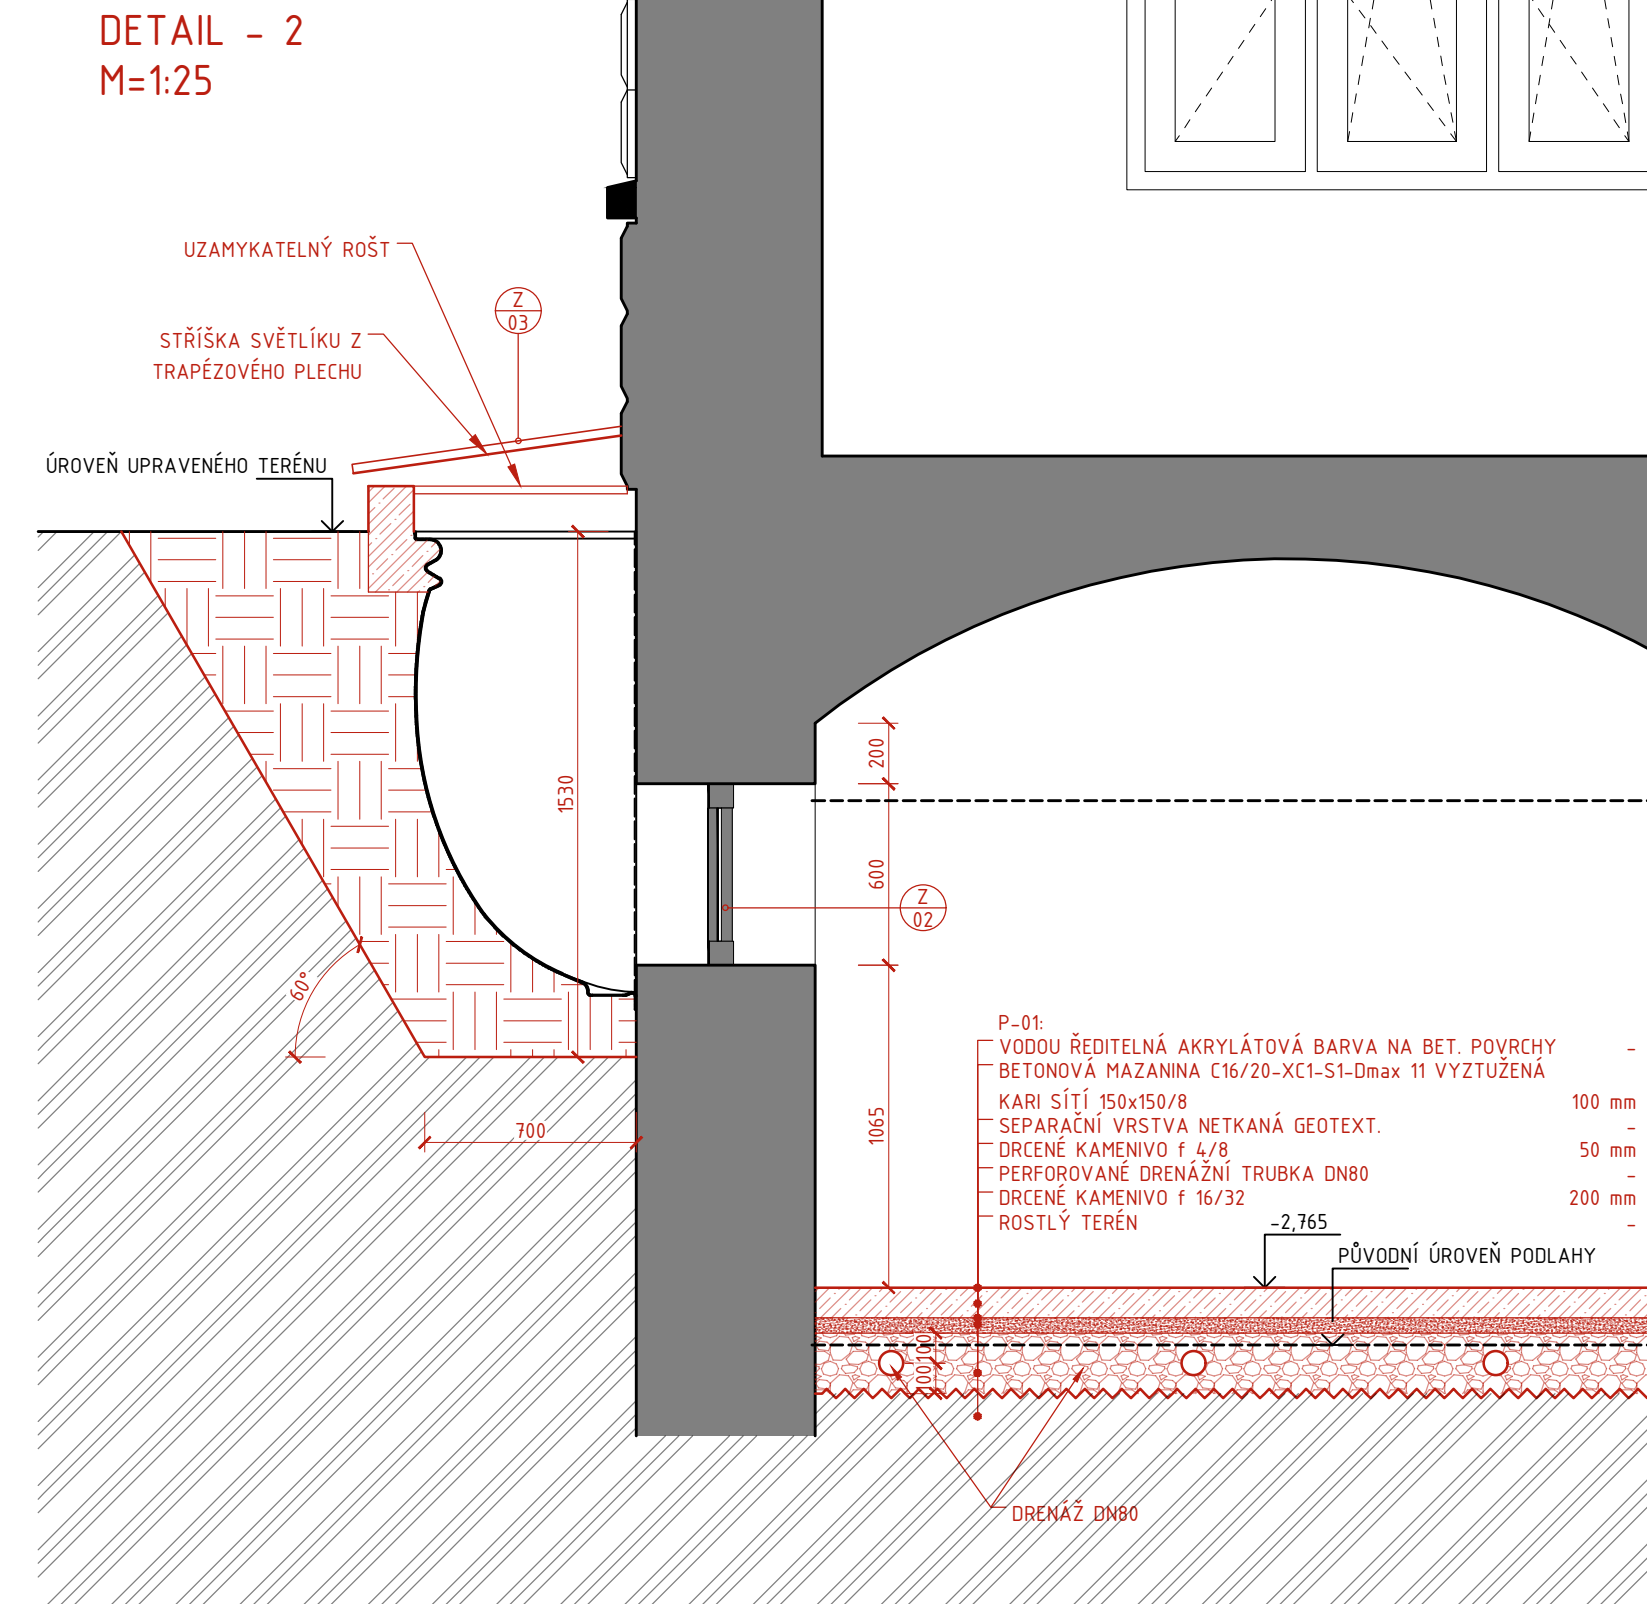 DETAIL - 2
M=1:25
UZAMYKATELNÝ ROŠT
Z
03
STŘÍŠKA SVĚTLÍKU Z
TRAPÉZOVÉHO PLECHU
ÚROVEŇ UPRAVENÉHO TERÉNU
200
1530
600
Z
02
60°
P-01:
VODOU ŘEDITELNÁ AKRYLÁTOVÁ BARVA NA BET. POVRCHY -
BETONOVÁ MAZANINA C16/20-XC1-S1-Dmax 11 VYZTUŽENÁ
KARI SÍTÍ 150x150/8 100 mm
SEPARAČNÍ VRSTVA NETKANÁ GEOTEXT. -
DRCENÉ KAMENIVO f 4/8 50 mm
PERFOROVANÉ DRENÁŽNÍ TRUBKA DN80 -
DRCENÉ KAMENIVO f 16/32 200 mm
ROSTLÝ TERÉN -
1065
700
-2,765
PŮVODNÍ ÚROVEŇ PODLAHY
100
100
DRENÁŽ DN80